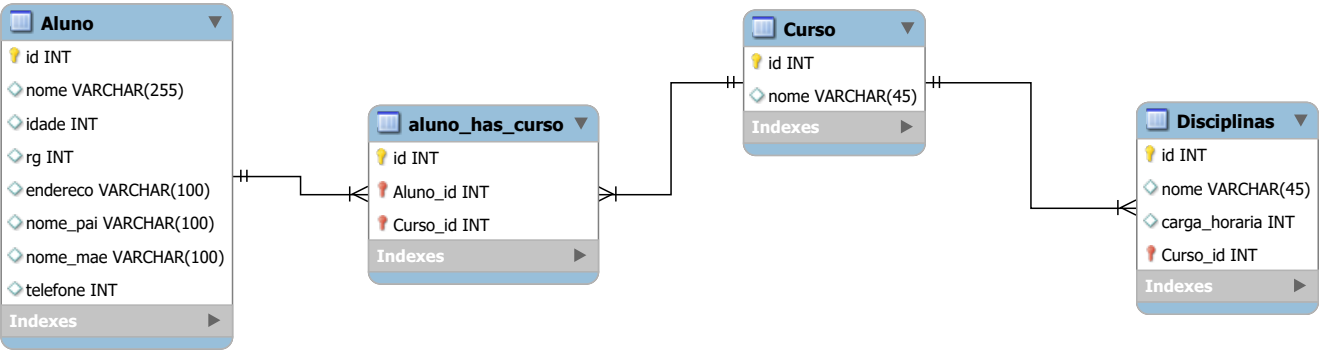 Aluno
id INT
nome VARCHAR(255)
idade INT
rg INT
endereco VARCHAR(100)
nome_pai VARCHAR(100)
nome_mae VARCHAR(100)
telefone INT
Indexes
aluno_has_curso
id INT
Aluno_id INT
Curso_id INT
Indexes
Curso
id INT
nome VARCHAR(45)
Indexes
Disciplinas
id INT
nome VARCHAR(45)
carga_horaria INT
Curso_id INT
Indexes